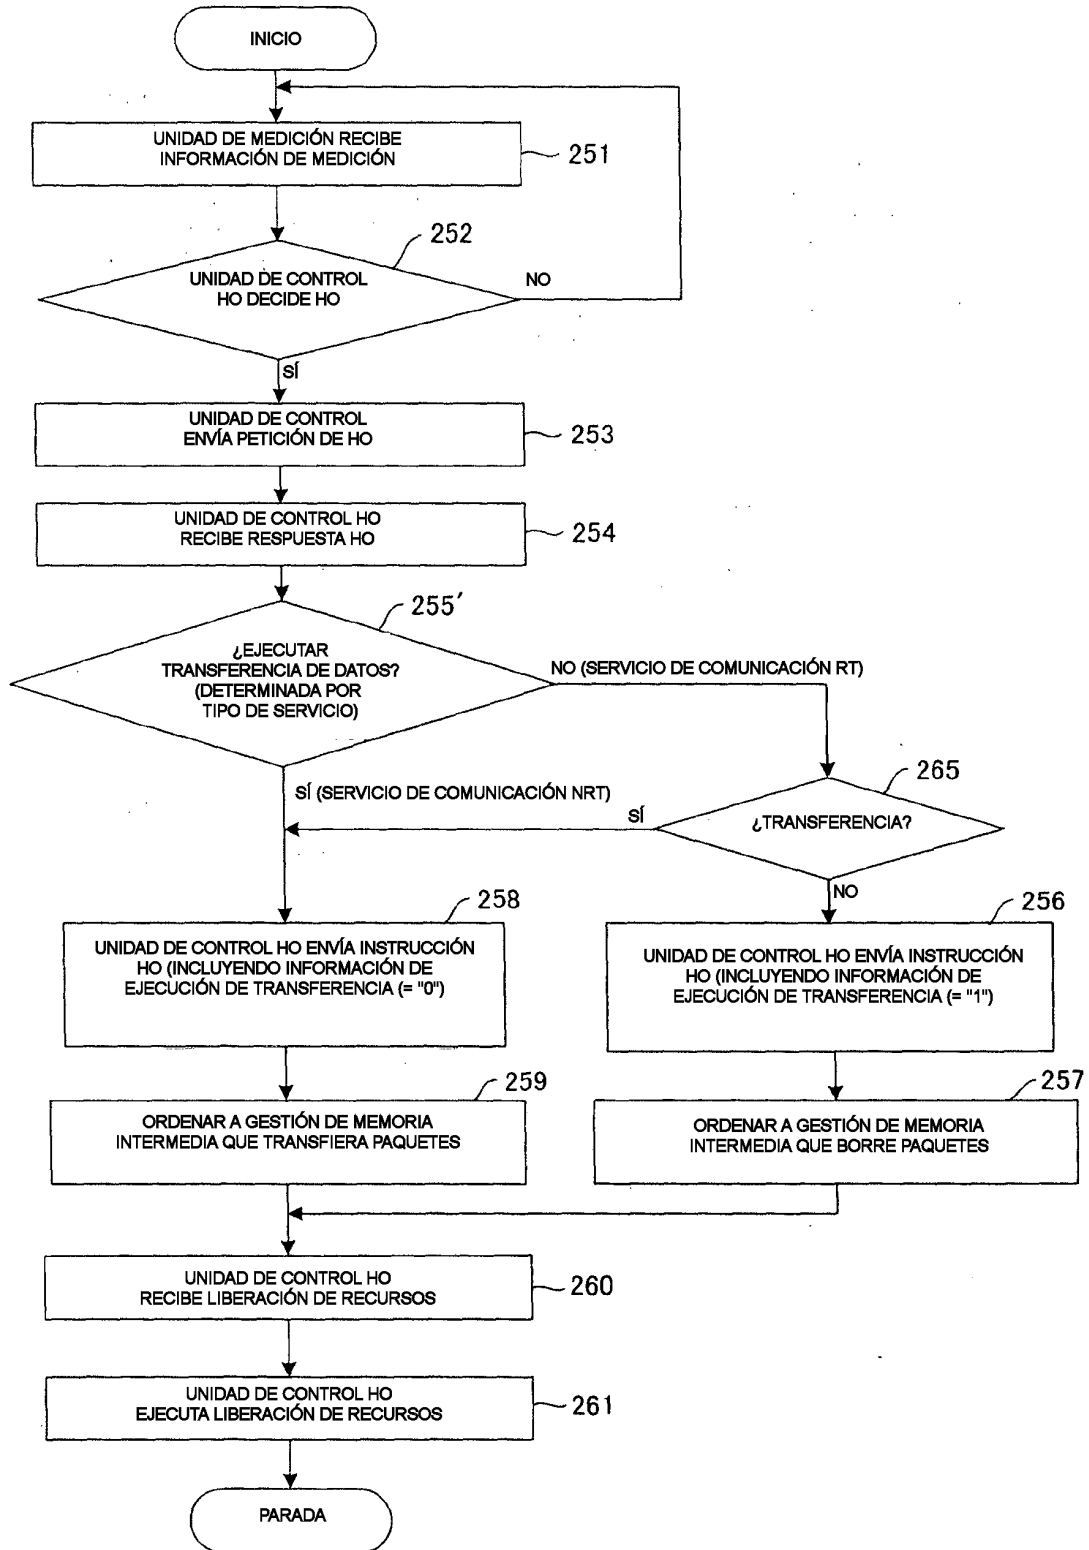 INICIO
UNIDAD DE MEDICIÓN RECIBE
INFORMACIÓN DE MEDICIÓN
251
252
UNIDAD DE CONTROL
HO DECIDE HO
NO
SÍ
UNIDAD DE CONTROL
ENVÍA PETICIÓN DE HO
253
UNIDAD DE CONTROL HO
RECIBE RESPUESTA HO
254
255'
¿EJECUTAR
TRANSFERENCIA DE DATOS?
(DETERMINADA POR
TIPO DE SERVICIO)
NO (SERVICIO DE COMUNICACIÓN RT)
SÍ (SERVICIO DE COMUNICACIÓN NRT)
265
¿TRANSFERENCIA?
SÍ
NO
258
UNIDAD DE CONTROL HO ENVÍA INSTRUCCIÓN
HO (INCLUYENDO INFORMACIÓN DE
EJECUCIÓN DE TRANSFERENCIA (= "0")
256
UNIDAD DE CONTROL HO ENVÍA INSTRUCCIÓN
HO (INCLUYENDO INFORMACIÓN DE
EJECUCIÓN DE TRANSFERENCIA (= "1")
259
ORDENAR A GESTIÓN DE MEMORIA
INTERMEDIA QUE TRANSFIERA PAQUETES
257
ORDENAR A GESTIÓN DE MEMORIA
INTERMEDIA QUE BORRE PAQUETES
UNIDAD DE CONTROL HO
RECIBE LIBERACIÓN DE RECURSOS
260
UNIDAD DE CONTROL HO
EJECUTA LIBERACIÓN DE RECURSOS
261
PARADA